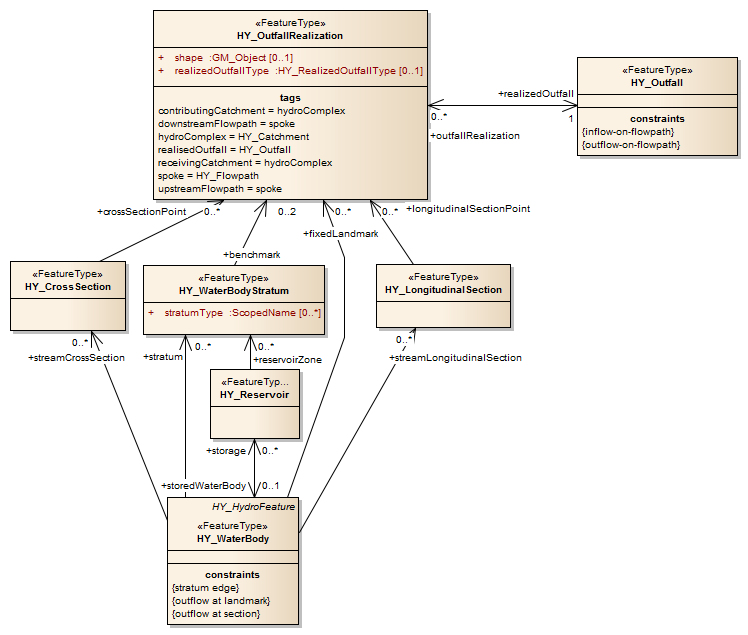 «FeatureType»
HY_OutfallRealization
+ shape :GM_Object [0..1]
+ realizedOutfallType :HY_RealizedOutfallType [0..1]
tags
contributingCatchment = hydroComplex
downstreamFlowpath = spoke
hydroComplex = HY_Catchment
realisedOutfall = HY_Outfall
receivingCatchment = hydroComplex
spoke = HY_Flowpath
upstreamFlowpath = spoke
«FeatureType»
HY_Outfall
constraints
{inflow-on-flowpath}
{outflow-on-flowpath}
+realizedOutfall
0..*
1
+outfallRealization
+crossSectionPoint
0..*
0..2
0..*
0..*
+longitudinalSectionPoint
+fixedLandmark
+benchmark
«FeatureType»
HY_CrossSection
«FeatureType»
HY_WaterBodyStratum
+ stratumType :ScopedName [0..*]
«FeatureType»
HY_LongitudinalSection
0..*
+streamCrossSection
0..*
+stratum
0..*
+reservoirZone
0..*
+streamLongitudinalSection
«FeatureTyp...
HY_Reservoir
+storage
0..*
+storedWaterBody
0..1
HY_HydroFeature
«FeatureType»
HY_WaterBody
constraints
{stratum edge}
{outflow at landmark}
{outflow at section}